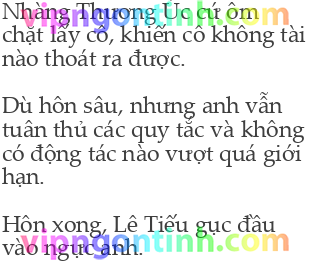 Nhàng Thượng Úc cứ ôm
chặt lấy cô, khiến cô không tài
nào thoát ra được.
Dù hôn sâu, nhưng anh vẫn
tuân thủ các quy tắc và không
có động tác nào vượt quá giới
hạn.
Hôn xong, Lê Tiếu gục đầu
vào ngực anh.
vipngontinh.com
vipngontinh.com